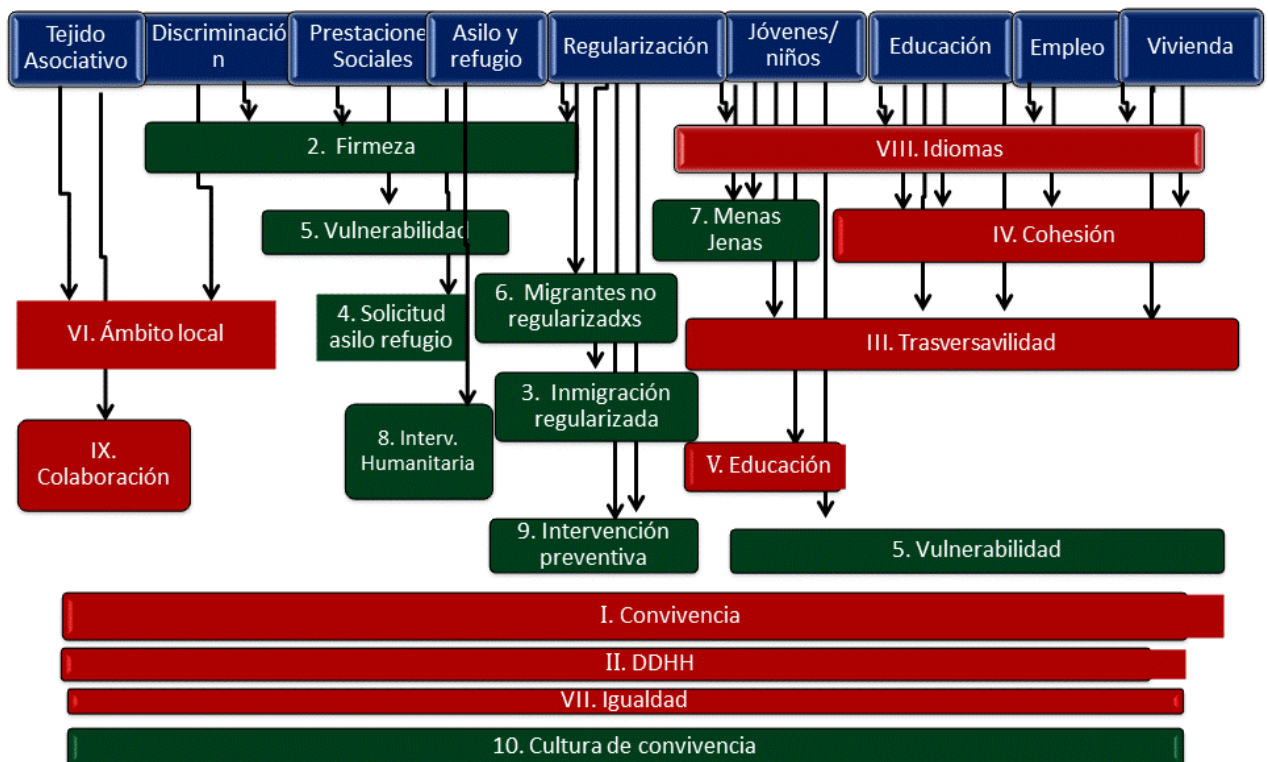 Tejido
Asociativo
Discriminació
n
Prestacione
Sociales
Asilo y
refugio
Regularización
Jóvenes/
niños
Educación
Empleo
Vivienda
2. Firmeza
VIII. Idiomas
5. Vulnerabilidad
7. Menas
Jenas
IV. Cohesión
VI. Ámbito local
4. Solicitud
asilo refugio
6. Migrantes no
regularizadxs
III. Trasversavilidad
3. Inmigración
regularizada
IX.
Colaboración
8. Interv.
Humanitaria
V. Educación
9. Intervención
preventiva
5. Vulnerabilidad
I. Convivencia
II. DDHH
VII. Igualdad
10. Cultura de convivencia